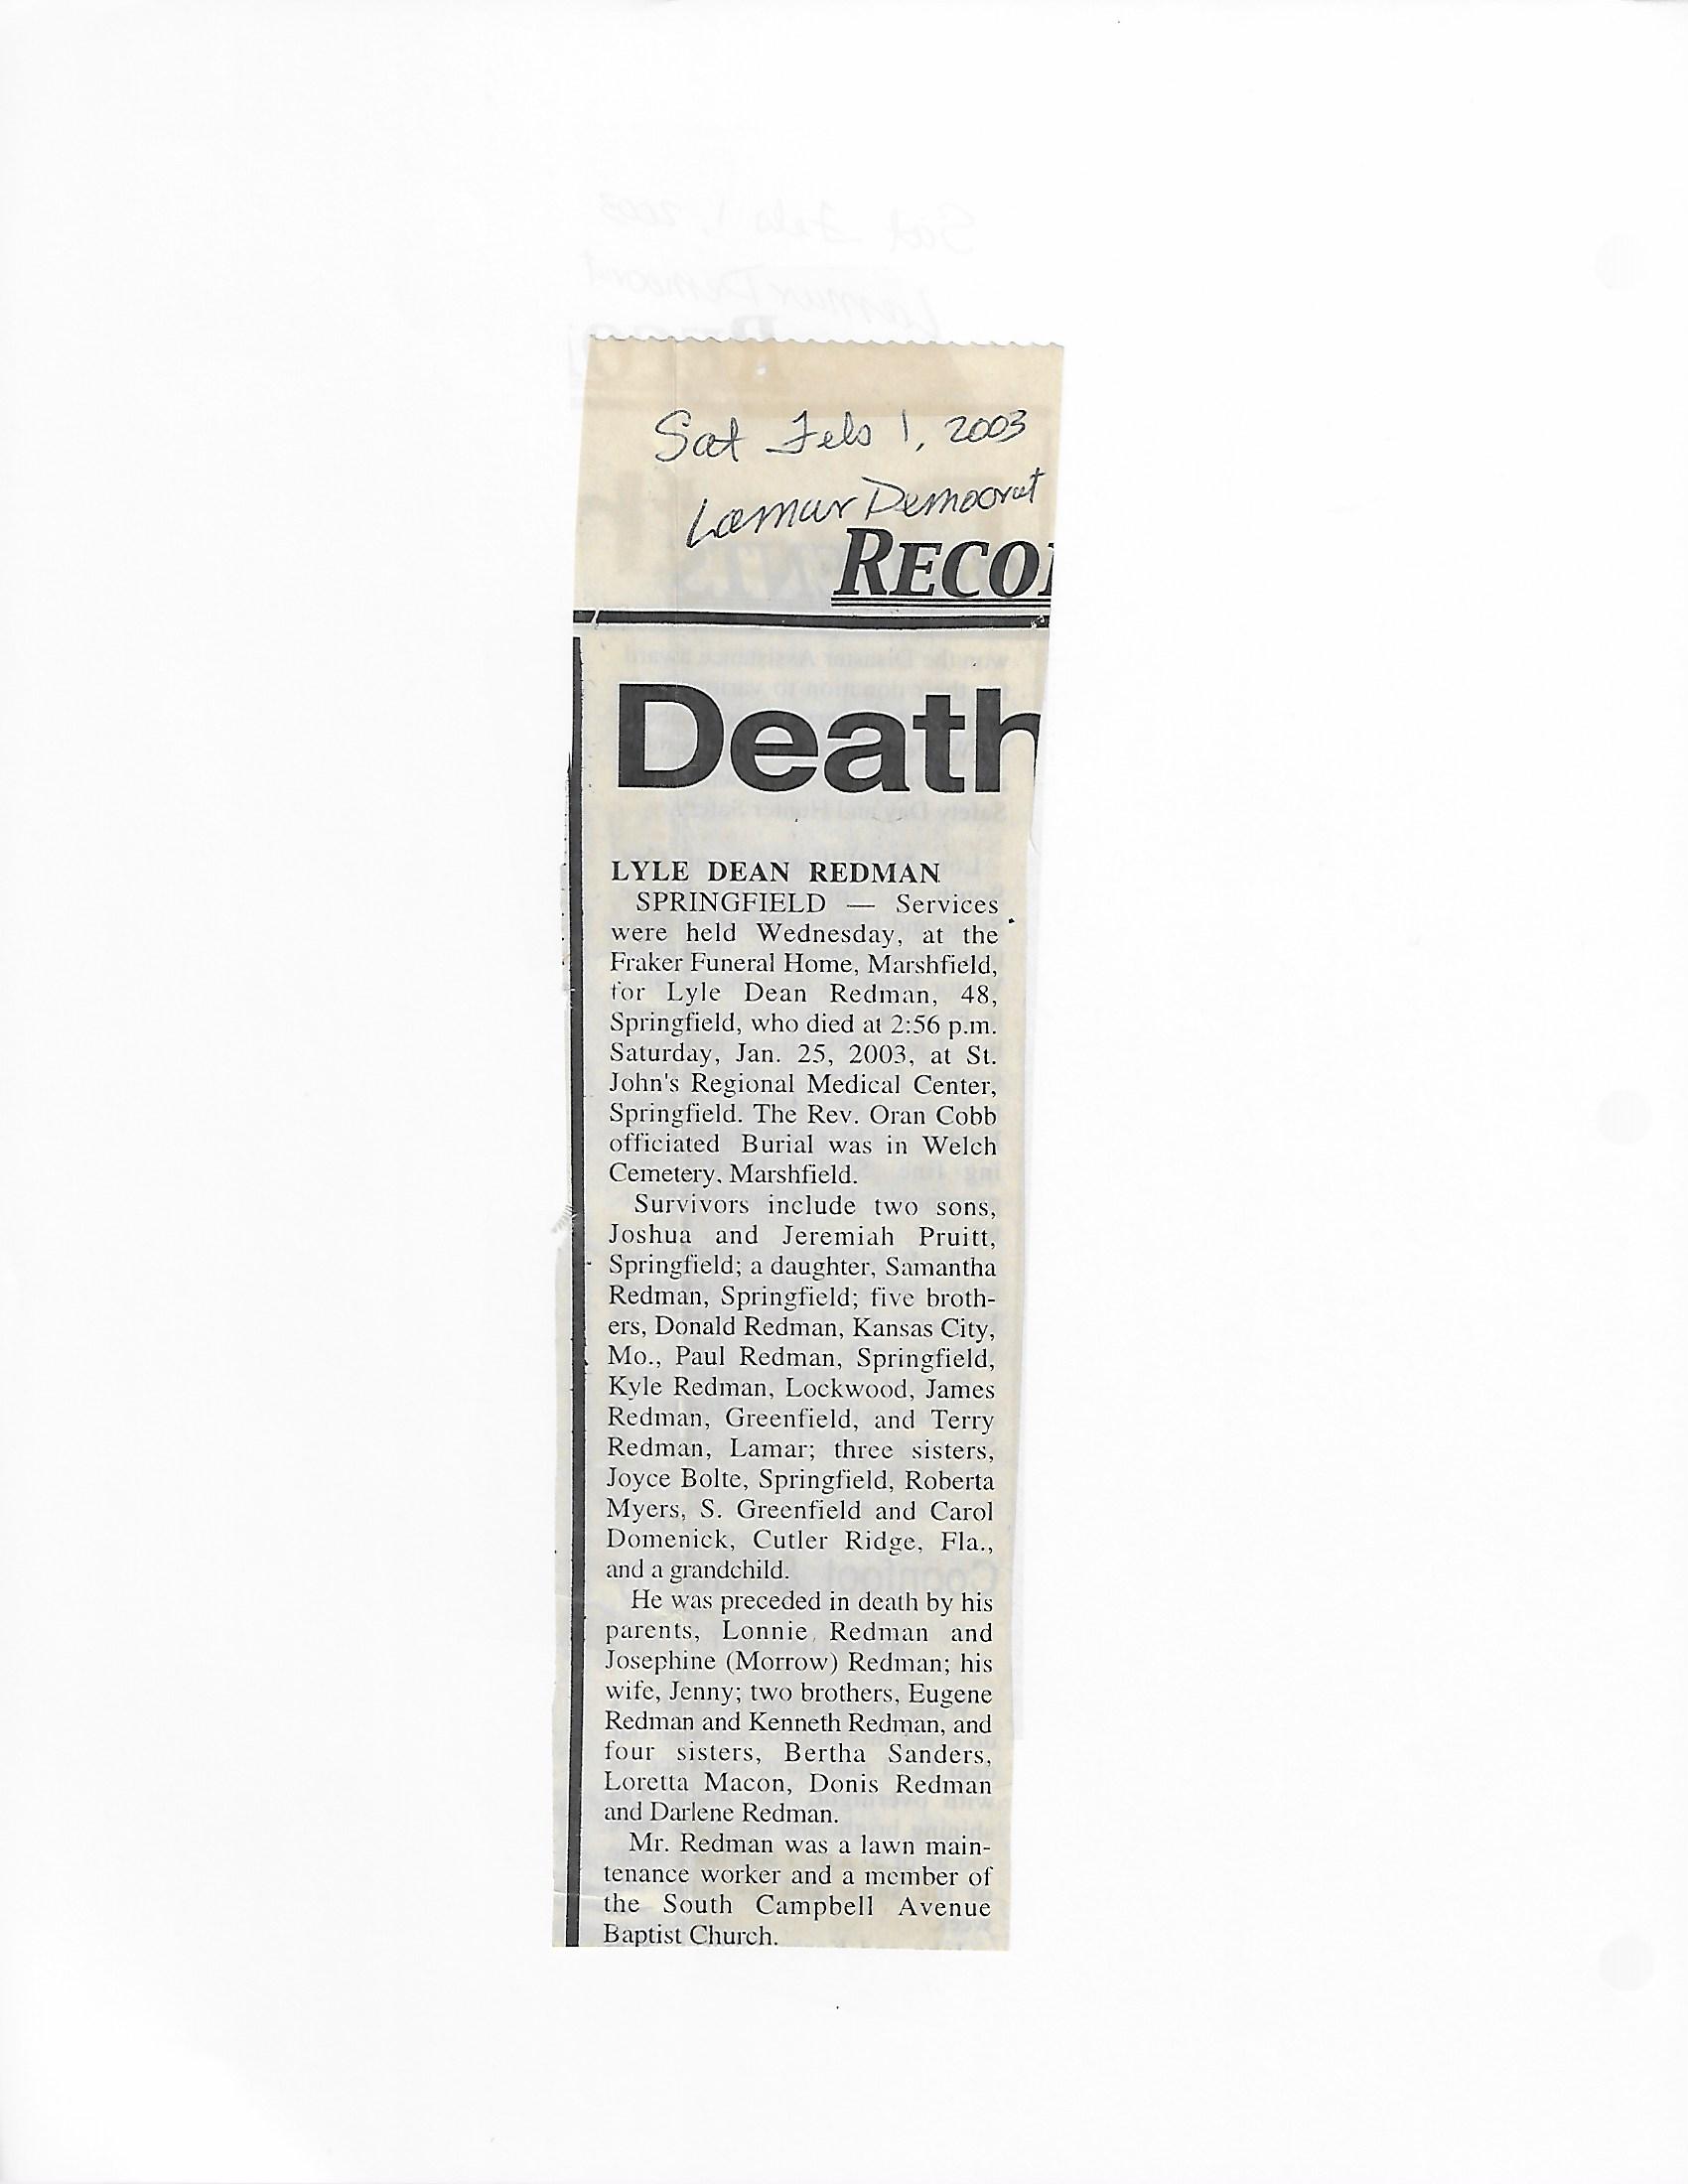 Sat Feb 1, 2003
Lamar Democrat
RECO
Death
LYLE DEAN REDMAN
SPRINGFIELD — Services
were held Wednesday, at the
Fraker Funeral Home, Marshfield,
for Lyle Dean Redman, 48,
Springfield, who died at 2:56 p.m.
Saturday, Jan. 25, 2003, at St.
John's Regional Medical Center,
Springfield. The Rev. Oran Cobb
officiated Burial was in Welch
Cemetery, Marshfield.
Survivors include two sons,
Joshua and Jeremiah Pruitt,
Springfield; a daughter, Samantha
Redman, Springfield; five broth-
ers, Donald Redman, Kansas City,
Mo., Paul Redman, Springfield,
Kyle Redman, Lockwood, James
Redman, Greenfield, and Terry
Redman, Lamar; three sisters,
Joyce Bolte, Springfield, Roberta
Myers, S. Greenfield and Carol
Domenick, Cutler Ridge, Fla.,
and a grandchild.
He was preceded in death by his
parents, Lonnie Redman and
Josephine (Morrow) Redman; his
wife, Jenny; two brothers, Eugene
Redman and Kenneth Redman, and
four sisters, Bertha Sanders,
Loretta Macon, Donis Redman
and Darlene Redman.
Mr. Redman was a lawn main-
tenance worker and a member of
the South Campbell Avenue
Baptist Church.